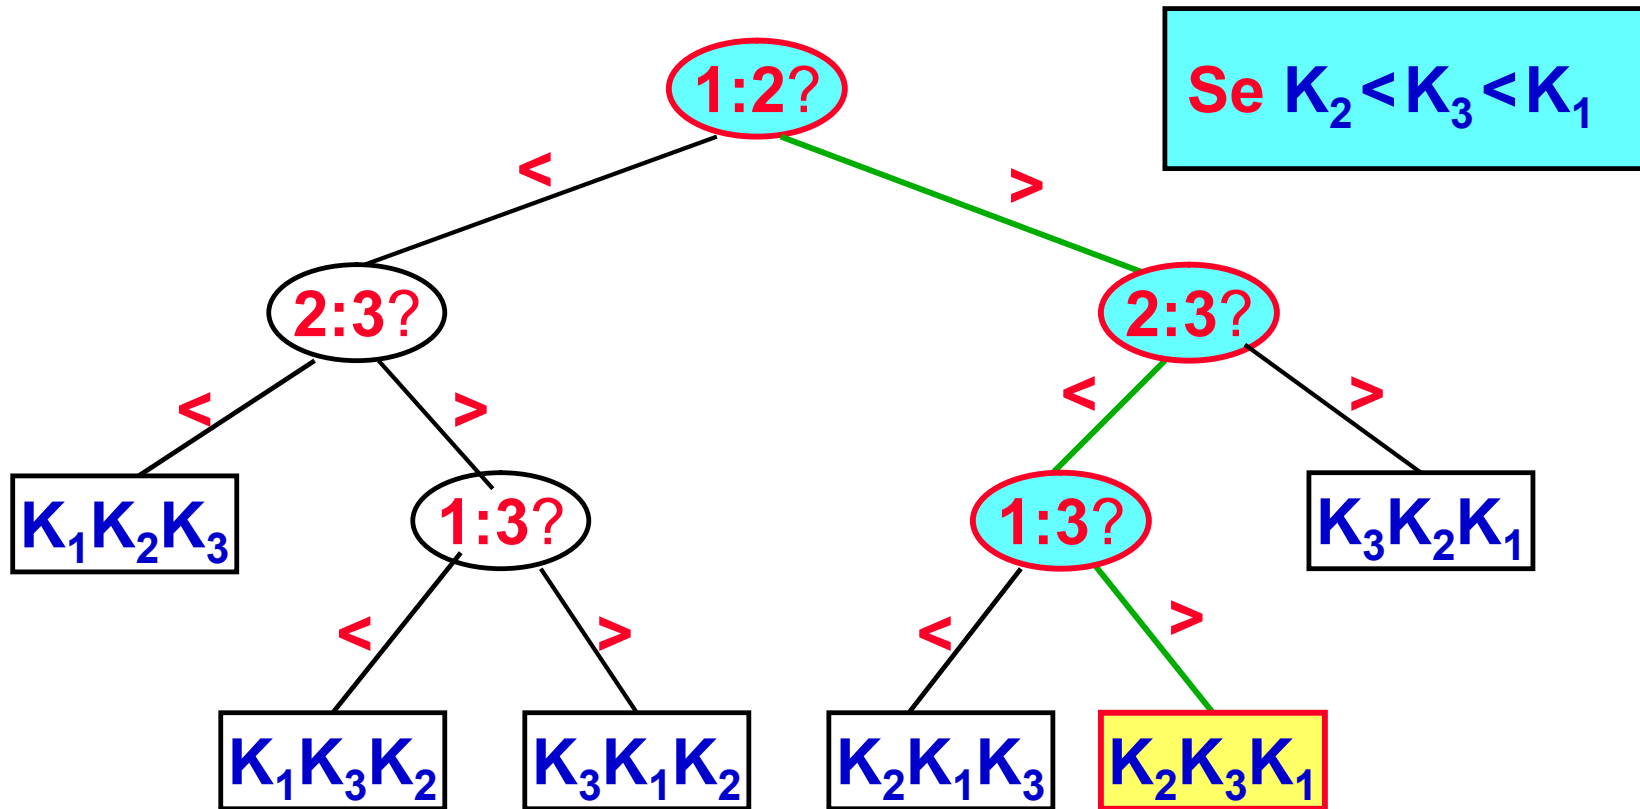 1:2?
Se K₂ < K₃ < K₁
< >
2:3? 2:3?
< > < >
K₁K₂K₃ 1:3? 1:3? K₃K₂K₁
< > < >
K₁K₃K₂ K₃K₁K₂ K₂K₁K₃ K₂K₃K₁